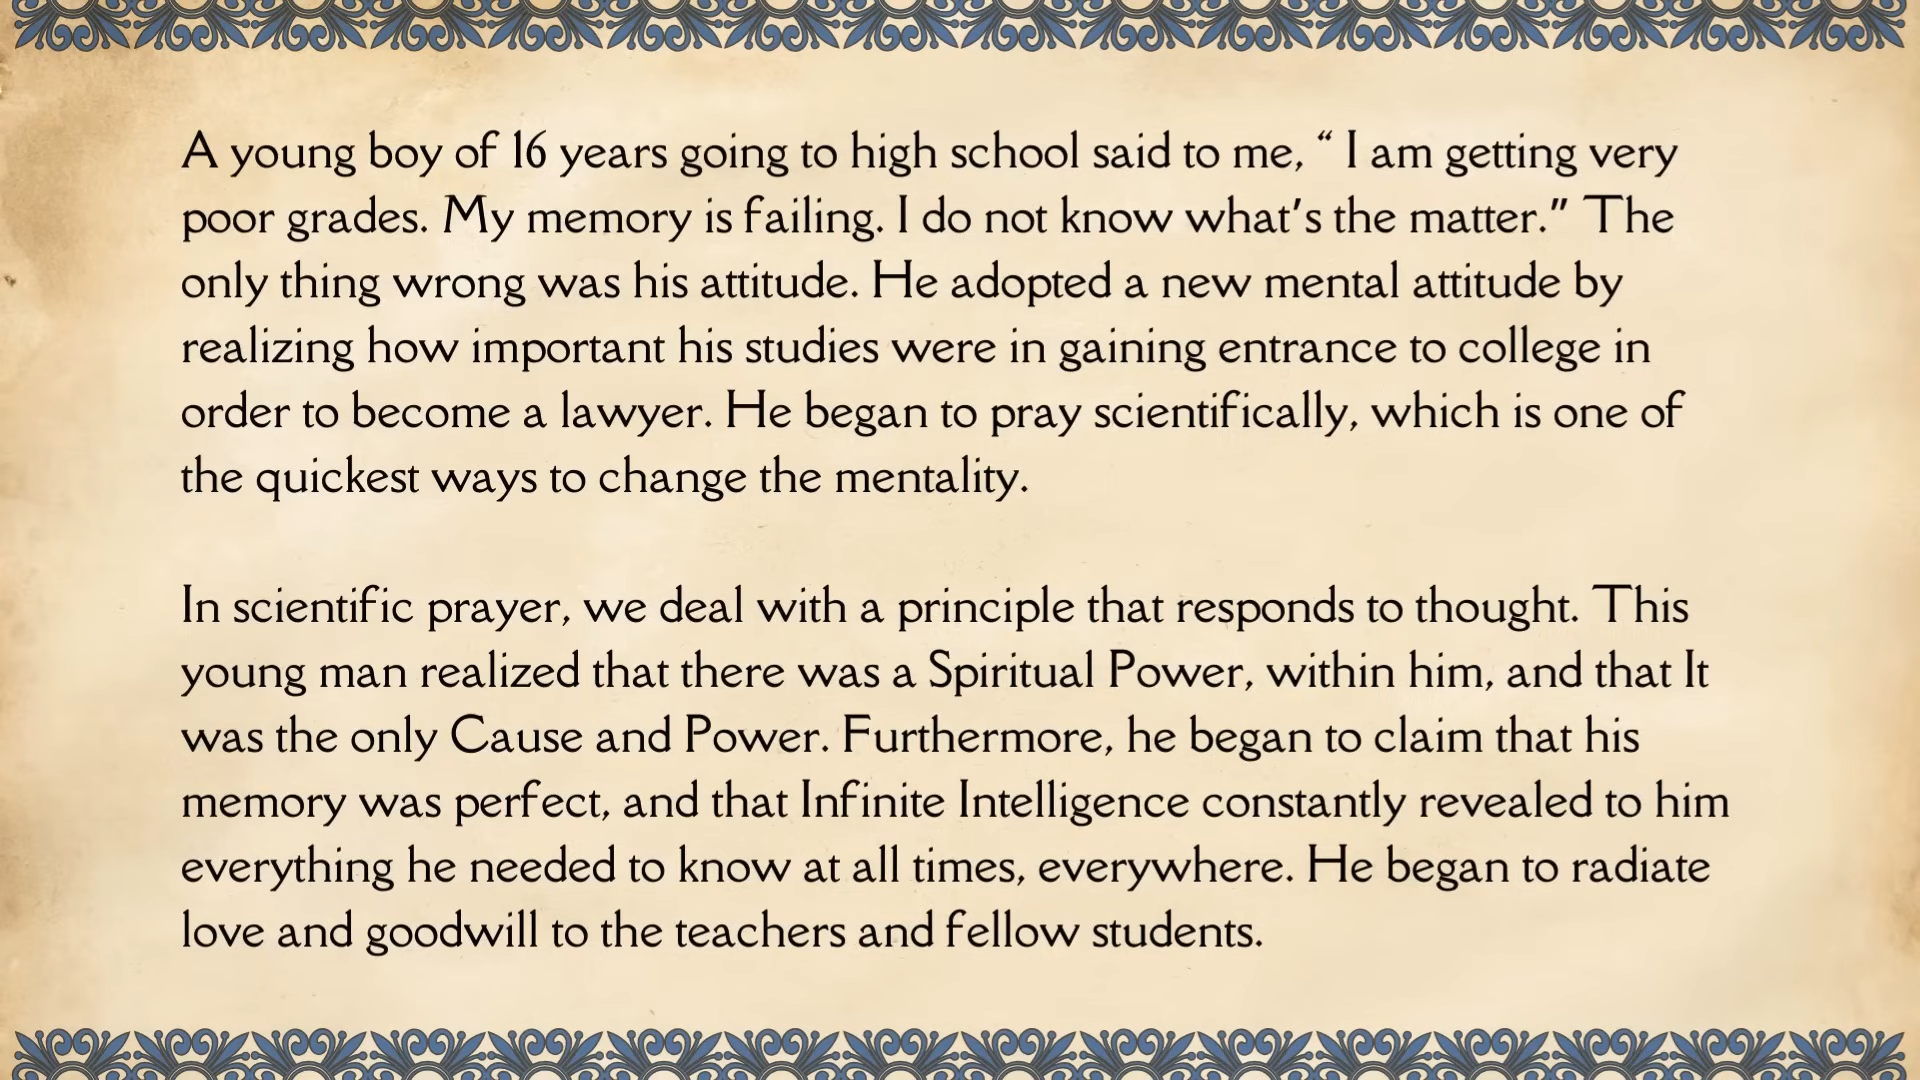 A young boy of 16 years going to high school said to me, “ I am getting very
poor grades. My memory is failing. I do not know what's the matter." The
only thing wrong was his attitude. He adopted a new mental attitude by
realizing how important his studies were in gaining entrance to college in
order to become a lawyer. He began to pray scientifically, which is one of
the quickest ways to change the mentality.
In scientific prayer, we deal with a principle that responds to thought. This
young man realized that there was a Spiritual Power, within him, and that It
was the only Cause and Power. Furthermore, he began to claim that his
memory was perfect, and that Infinite Intelligence constantly revealed to him
everything he needed to know at all times, everywhere. He began to radiate
love and goodwill to the teachers and fellow students.